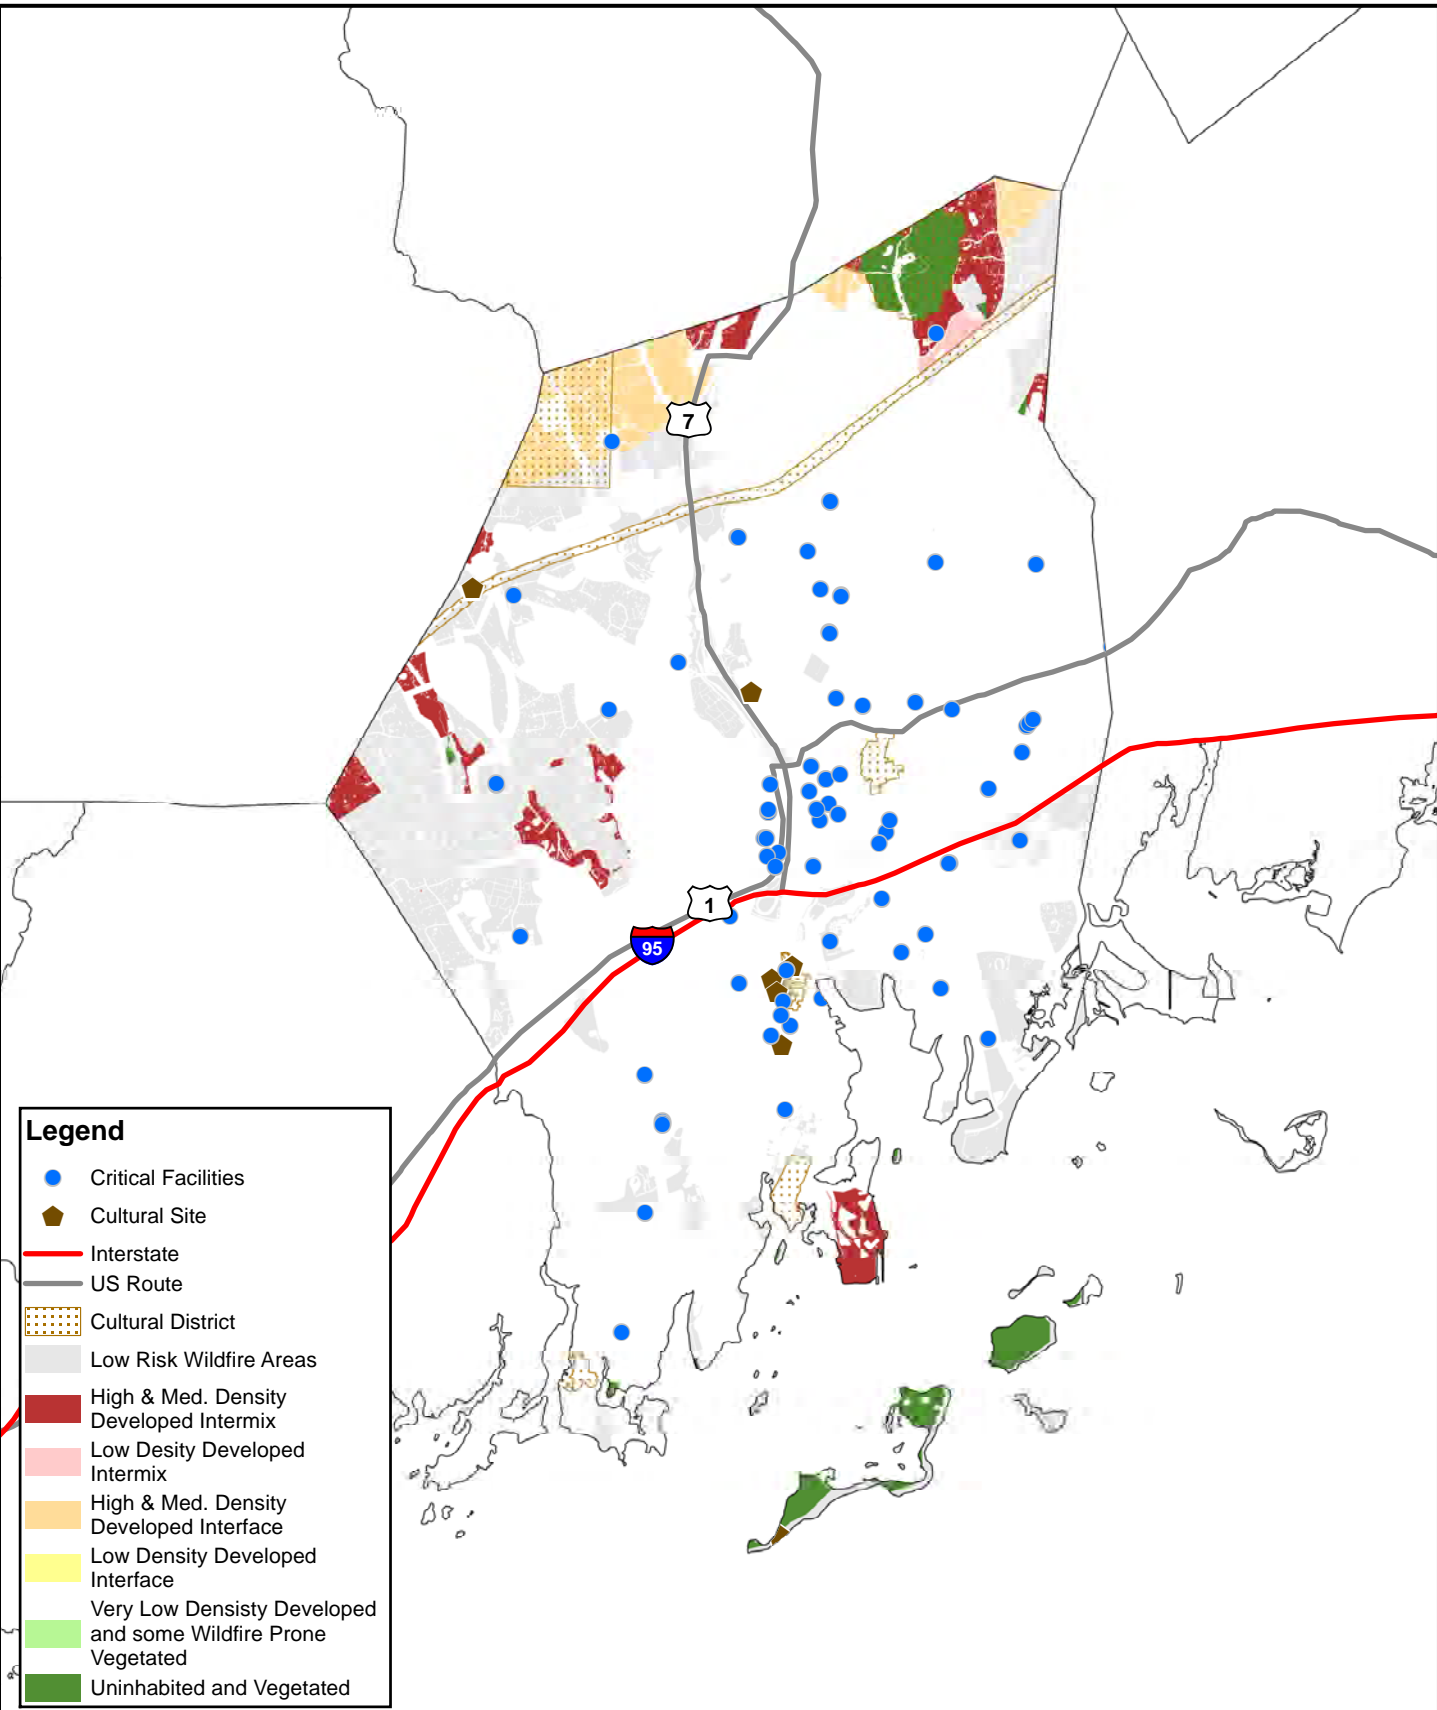 7
1
95
Legend
Critical Facilities
Cultural Site
Interstate
US Route
Cultural District
Low Risk Wildfire Areas
High & Med. Density
Developed Intermix
Low Desity Developed
Intermix
High & Med. Density
Developed Interface
Low Density Developed
Interface
Very Low Densisty Developed
and some Wildfire Prone
Vegetated
Uninhabited and Vegetated